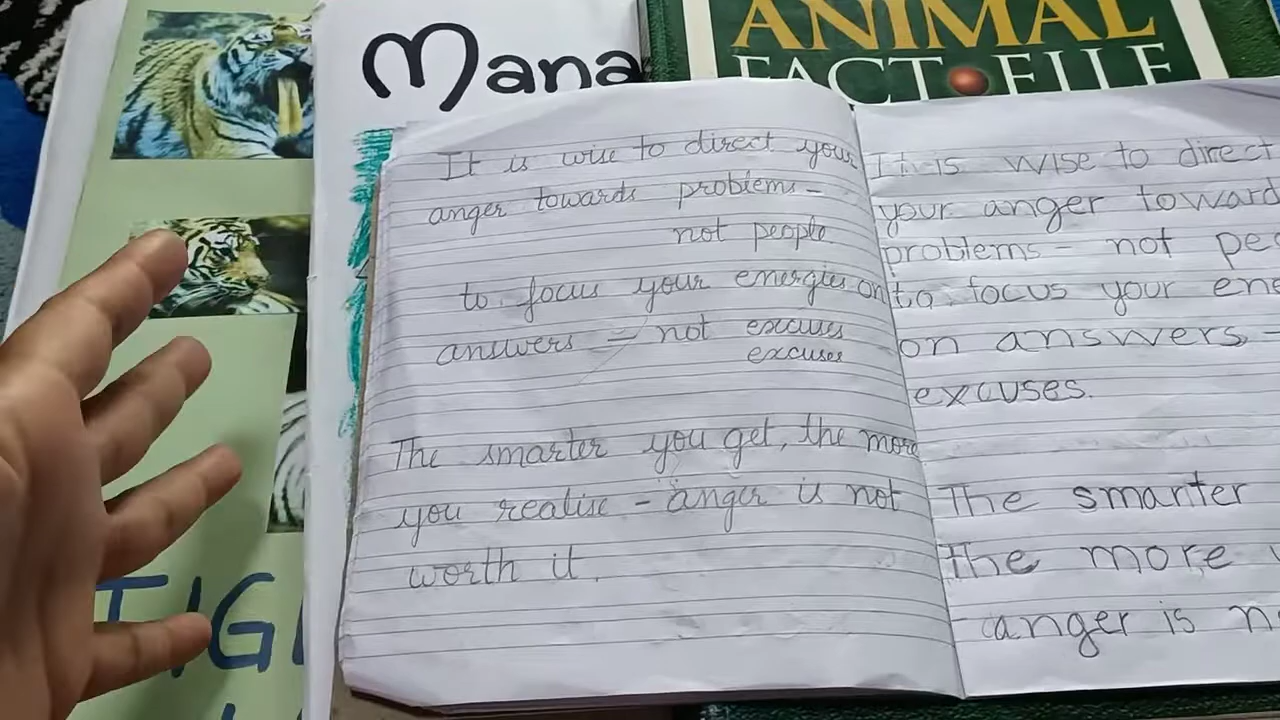 ANIMAL
FACT FILE
Mana
It is wise to direct your
anger towards problems -
not people.
to focus your energies on
answers - not excuses
excuses
The smarter you get, the more
you realise - anger is not
worth it.
It is wise to direct
your anger toward
problems - not peo
to focus your ene
on answers -
excuses.
The smarter
the more
- anger is n
TIG